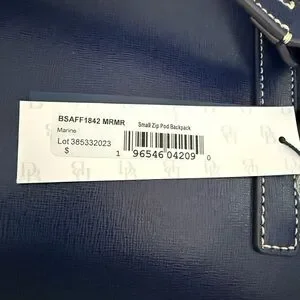 BSAFF1842 MRMR
Small Zip Pod Backpack
Marine
Lot 385332023
$
1 96546 04209 0